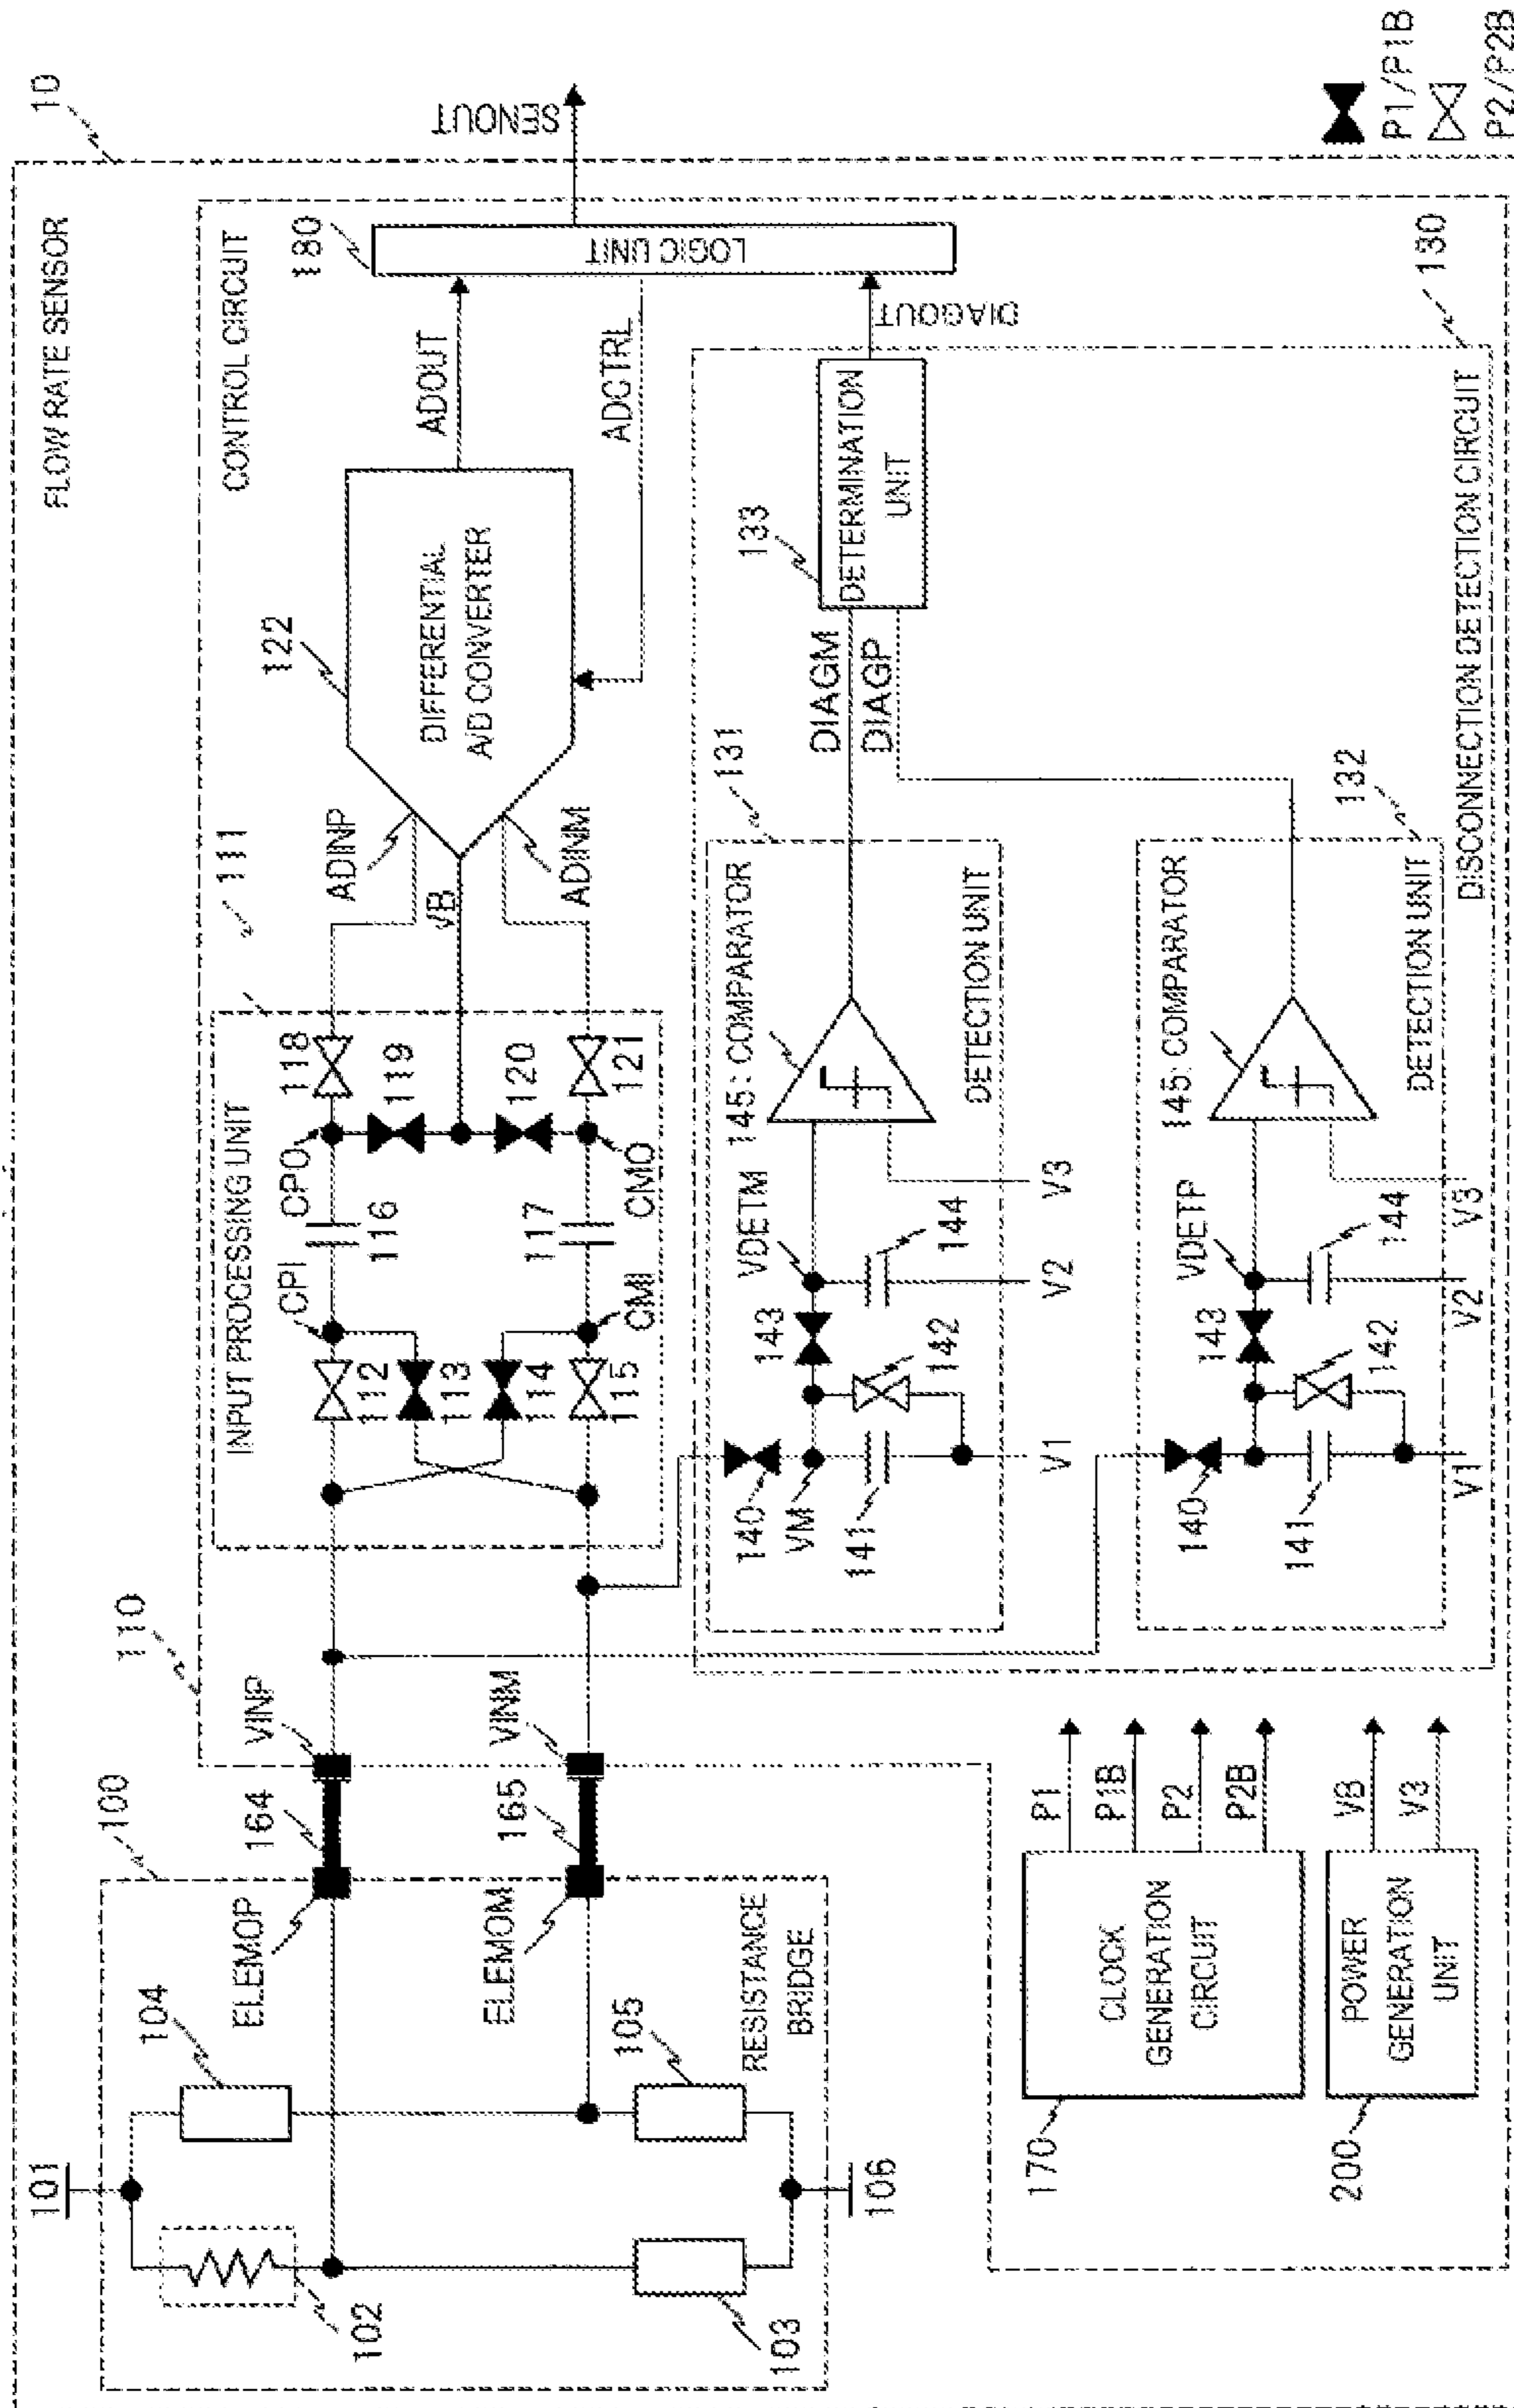 10
FLOW RATE SENSOR
SENOUT
P1/P1B
P2/P2B
CONTROL CIRCUIT
180
LOGIC UNIT
ADOUT
ADCTRL
DIAGOUT
122
DIFFERENTIAL
A/D CONVERTER
ADINP
VB
ADINM
111
INPUT PROCESSING UNIT
118
119
120
121
CPO
CMO
116
117
CPI
CMI
112
113
114
115
110
VINP
VINM
164
165
100
ELEMOP
ELEMOM
RESISTANCE
BRIDGE
101
102
103
104
105
106
130
DISCONNECTION DETECTION CIRCUIT
133
DETERMINATION
UNIT
DIAGM
DIAGP
131
145: COMPARATOR
DETECTION UNIT
VDETM
V3
144
V2
143
142
140
VM
141
V1
132
145: COMPARATOR
DETECTION UNIT
VDETP
V3
144
V2
143
142
140
141
V1
170
CLOCK
GENERATION
CIRCUIT
P1
P1B
P2
P2B
200
POWER
GENERATION
UNIT
VB
V3